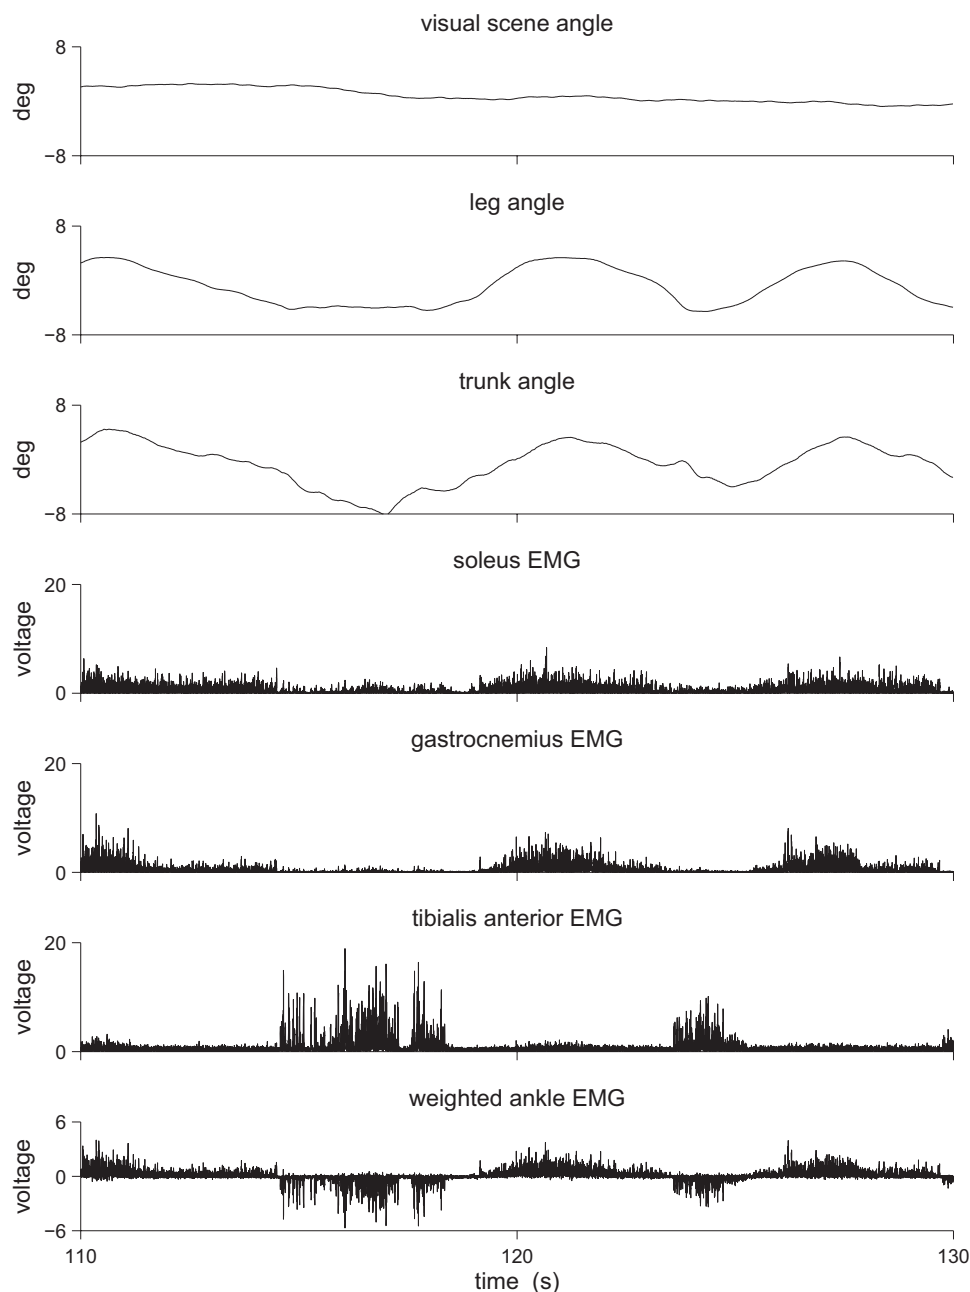 visual scene angle
8
deg
−8
leg angle
8
deg
−8
trunk angle
8
deg
−8
soleus EMG
20
voltage
0
gastrocnemius EMG
20
voltage
0
tibialis anterior EMG
20
voltage
0
weighted ankle EMG
6
voltage
0
−6
110 120 130
time (s)